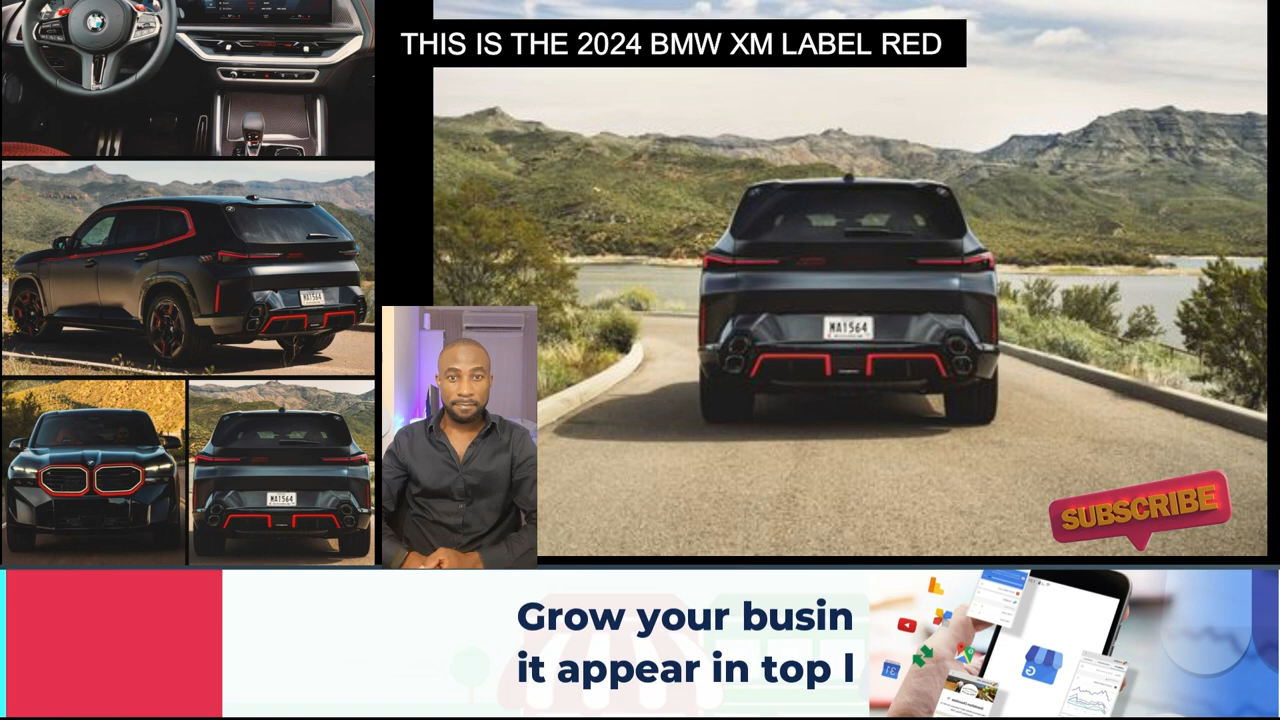 THIS IS THE 2024 BMW XM LABEL RED
MA1564
MA1564
MA1564
SUBSCRIBE
Grow your busin
it appear in top l